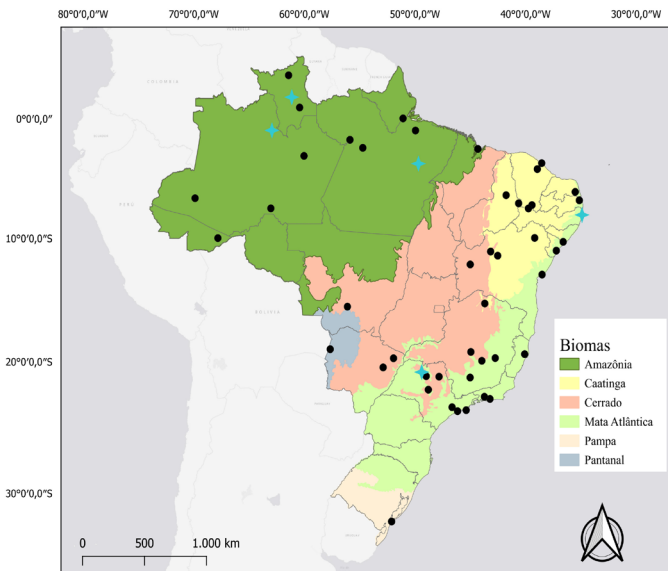 80°0'0,0" 70°0'0,0" 60°0'0,0" 50°0'0,0" 40°0'0,0" 30°0'0,0"
0°0'0,0"
COLOMBIA
PERÚ
10°0'0,0"S
BOLIVIA
20°0'0,0"S
30°0'0,0"S
Biomas
Amazônia
Caatinga
Cerrado
Mata Atlântica
Pampa
Pantanal
0 500 1.000 km